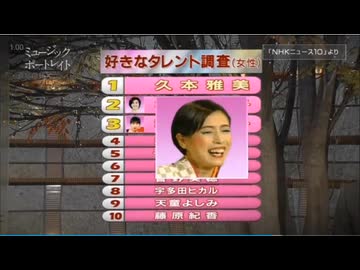 1:00
ミュージック
ポートレイト
「NHKニュース10」より
好きなタレント調査(女性)
1 久本雅美
2
3
4
5
6
7
8 宇多田ヒカル
9 天童よしみ
10 藤原紀香